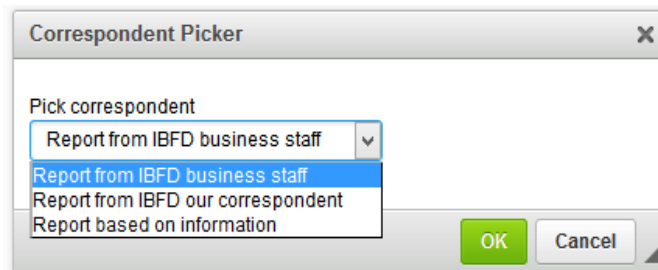 Correspondent Picker
Pick correspondent
Report from IBFD business staff
Report from IBFD business staff
Report from IBFD our correspondent
Report based on information
OK Cancel